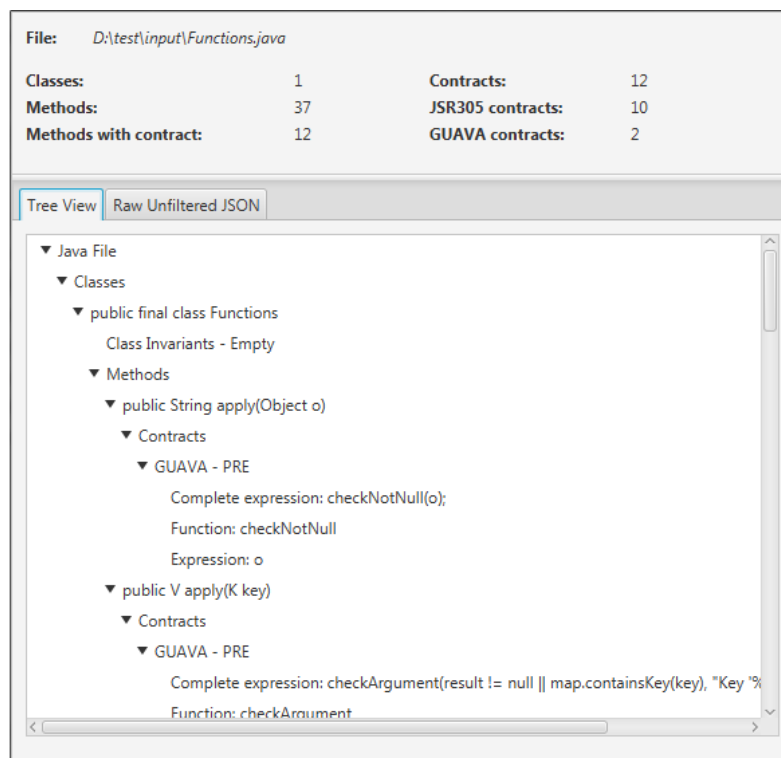 File: D:\test\input\Functions.java
Classes: 1 Contracts: 12
Methods: 37 JSR305 contracts: 10
Methods with contract: 12 GUAVA contracts: 2
Tree View Raw Unfiltered JSON
Java File
Classes
public final class Functions
Class Invariants - Empty
Methods
public String apply(Object o)
Contracts
GUAVA - PRE
Complete expression: checkNotNull(o);
Function: checkNotNull
Expression: o
public V apply(K key)
Contracts
GUAVA - PRE
Complete expression: checkArgument(result != null || map.containsKey(key), "Key '%
Function: checkArgument